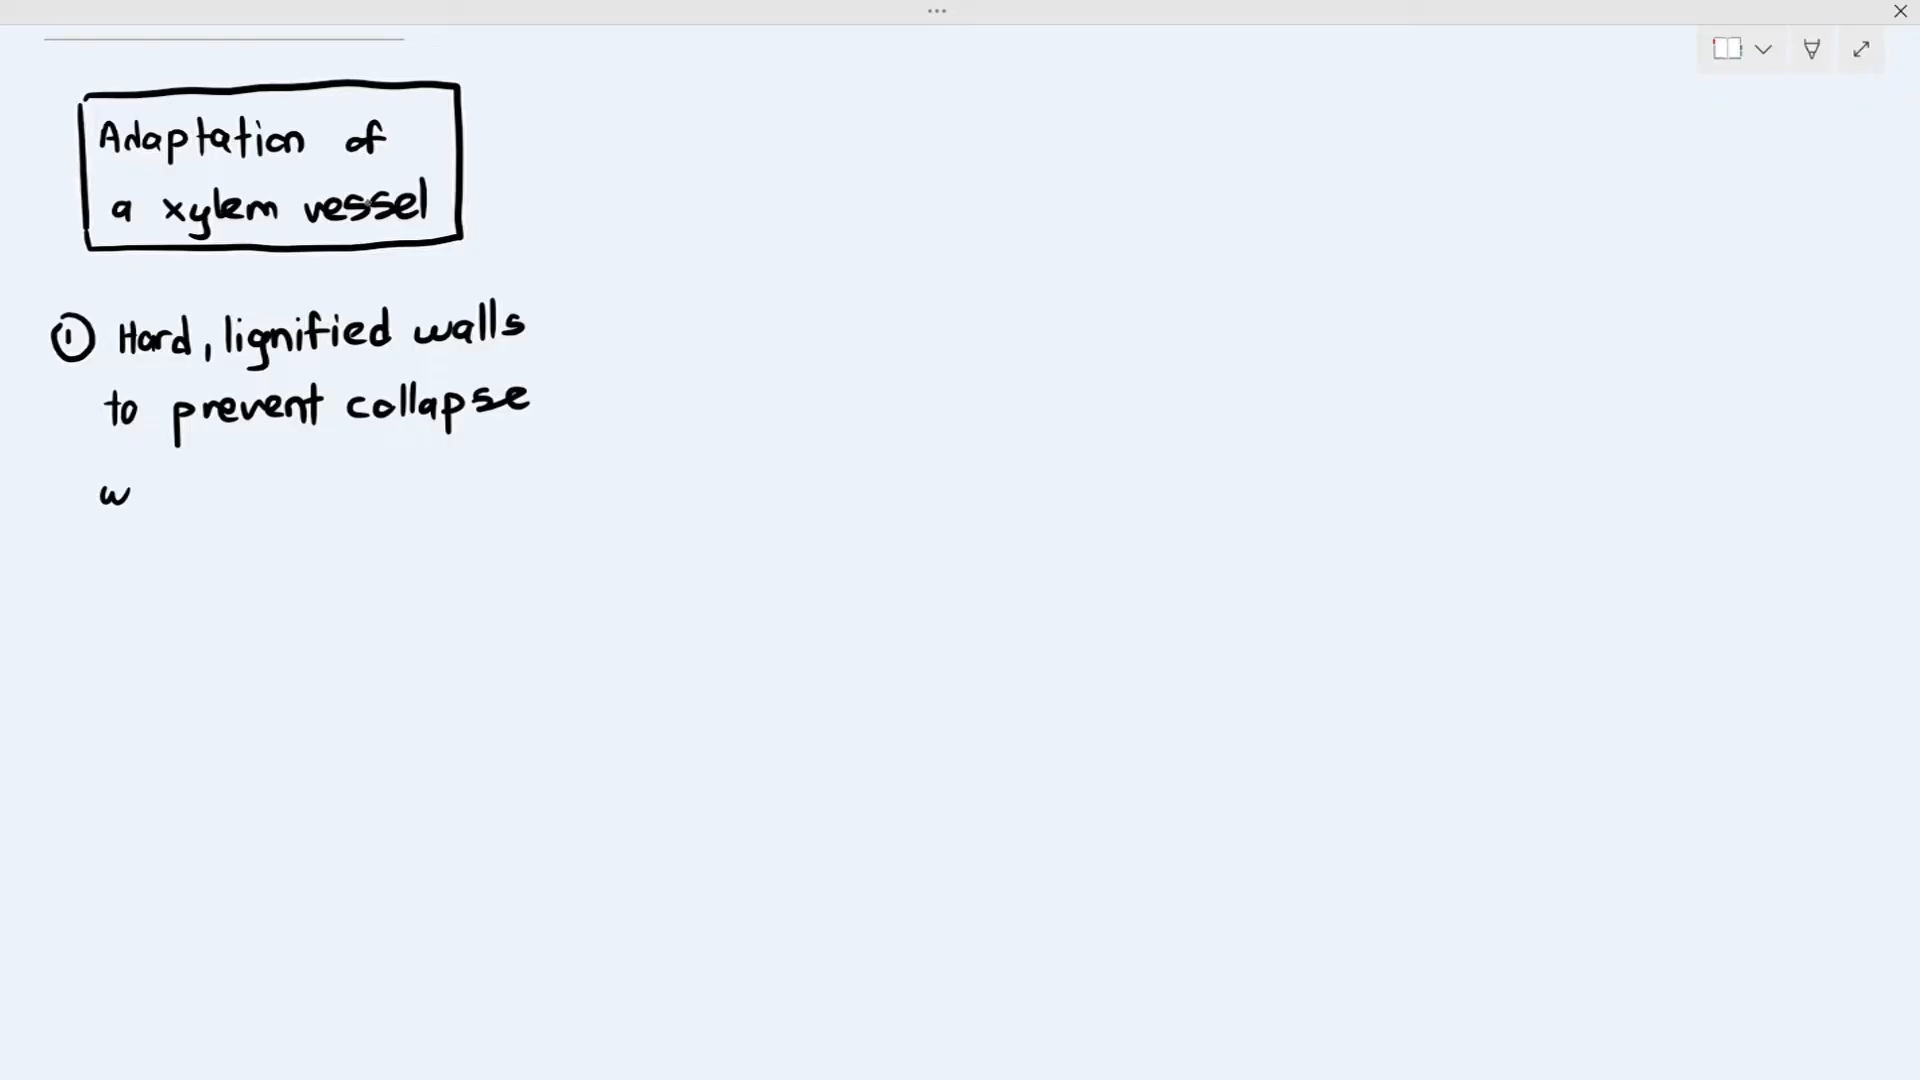 Adaptation of
a xylem vessel
① Hard, lignified walls
to prevent collapse
w